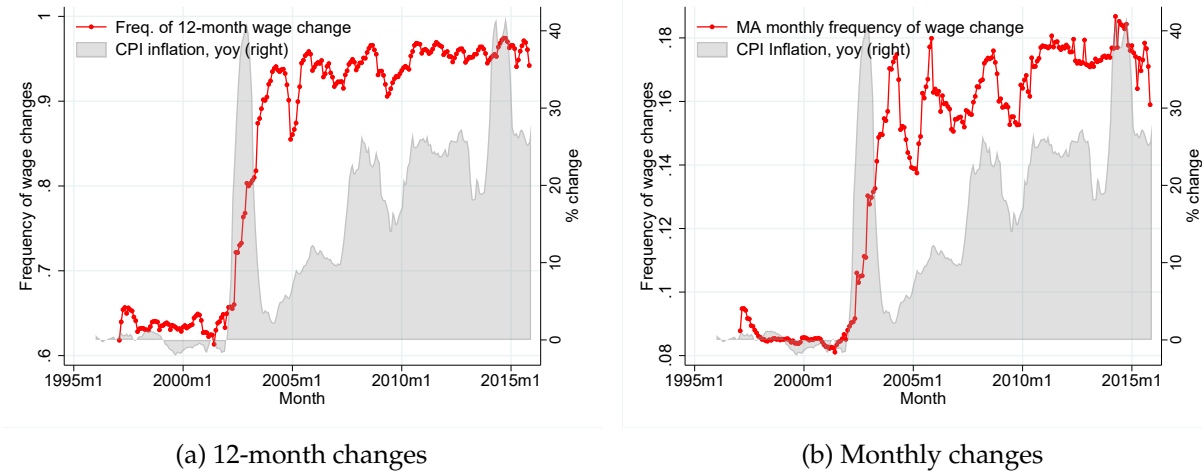 Freq. of 12-month wage change
CPI inflation, yoy (right)
Frequency of wage changes
1
.9
.8
.7
.6
40
30
20
10
0
% change
1995m1 2000m1 2005m1 2010m1 2015m1
Month
(a) 12-month changes
MA monthly frequency of wage change
CPI Inflation, yoy (right)
Frequency of wage changes
.18
.16
.14
.12
.1
.08
40
30
20
10
0
% change
1995m1 2000m1 2005m1 2010m1 2015m1
Month
(b) Monthly changes